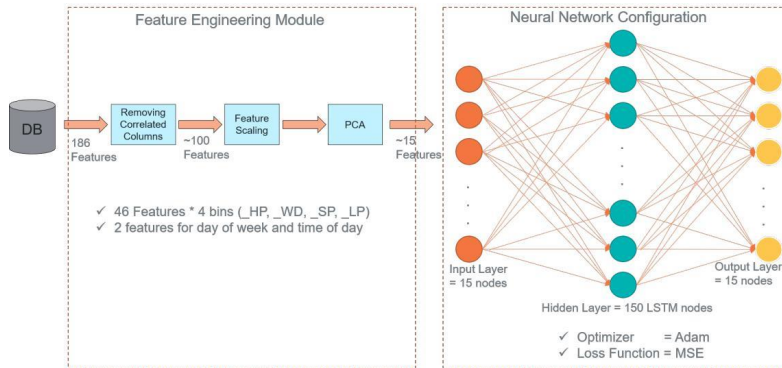 Feature Engineering Module
DB
186
Features
Removing
Correlated
Columns
~100
Features
Feature
Scaling
PCA
~15
Features
✓ 46 Features * 4 bins (_HP, _WD, _SP, _LP)
✓ 2 features for day of week and time of day
Neural Network Configuration
Input Layer
= 15 nodes
Output Layer
= 15 nodes
Hidden Layer = 150 LSTM nodes
✓ Optimizer = Adam
✓ Loss Function = MSE